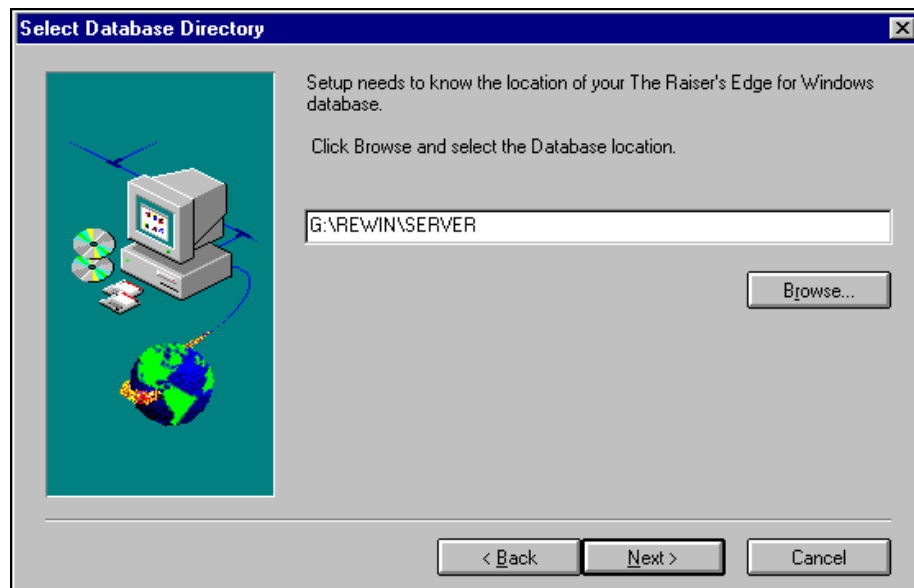 Select Database Directory
Setup needs to know the location of your The Raiser's Edge for Windows
database.
Click Browse and select the Database location.
G:\REWIN\SERVER
Browse...
< Back
Next >
Cancel